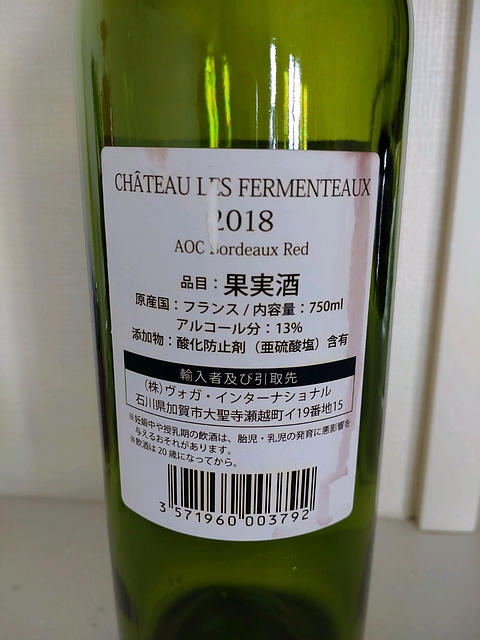 CHÂTEAU LES FERMENTEAUX
2018
AOC Bordeaux Red
品目：果実酒
原産国：フランス / 内容量：750ml
アルコール分：13%
添加物：酸化防止剤（亜硫酸塩）含有
輸入者及び引取先
（株）ヴォガ・インターナショナル
石川県加賀市大聖寺瀬越町イ19番地15
※妊娠中や授乳期の飲酒は、胎児・乳児の発育に悪影響を
与えるおそれがあります。
※飲酒は20歳になってから。
3 571960 003792